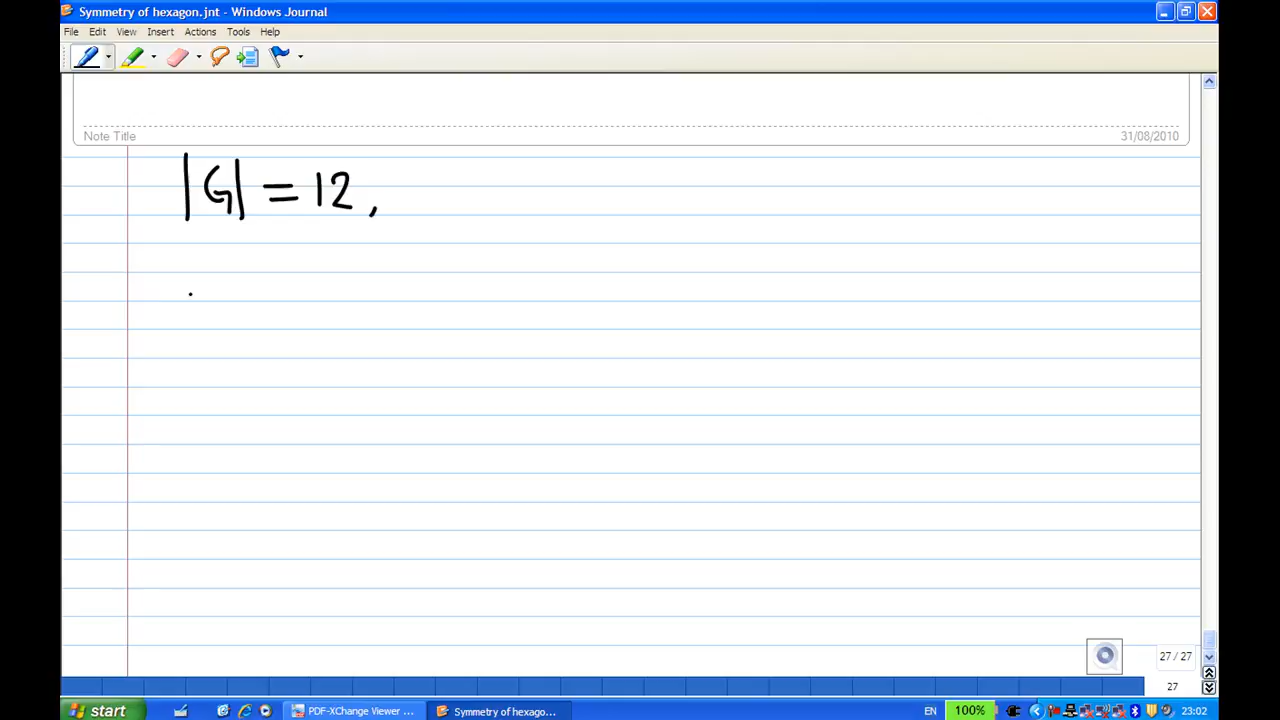 Symmetry of hexagon.jnt - Windows Journal
File Edit View Insert Actions Tools Help
Note Title
31/08/2010
|G| = 12,
27 / 27
27
start
PDF-XChange Viewer ...
Symmetry of hexago...
EN
100%
23:02